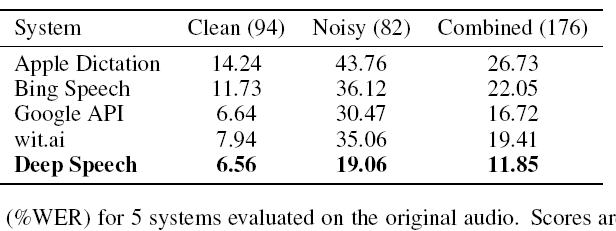 System Clean (94) Noisy (82) Combined (176)
Apple Dictation 14.24 43.76 26.73
Bing Speech 11.73 36.12 22.05
Google API 6.64 30.47 16.72
wit.ai 7.94 35.06 19.41
Deep Speech 6.56 19.06 11.85
(%WER) for 5 systems evaluated on the original audio. Scores